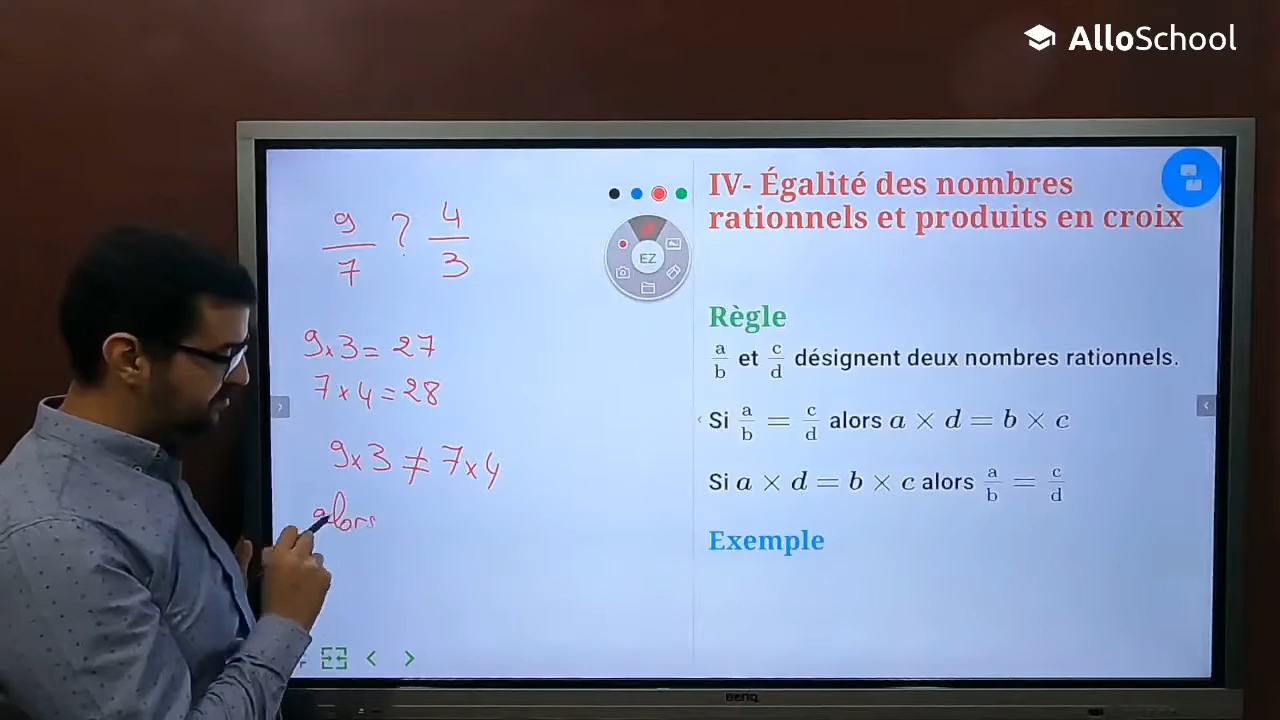 AlloSchool
9/7 ? 4/3
9x3 = 27
7x4 = 28
9x3 ≠ 7x4
alors
EZ
IV- Égalité des nombres
rationnels et produits en croix
Règle
a/b et c/d désignent deux nombres rationnels.
Si a/b = c/d alors a × d = b × c
Si a × d = b × c alors a/b = c/d
Exemple
BenQ